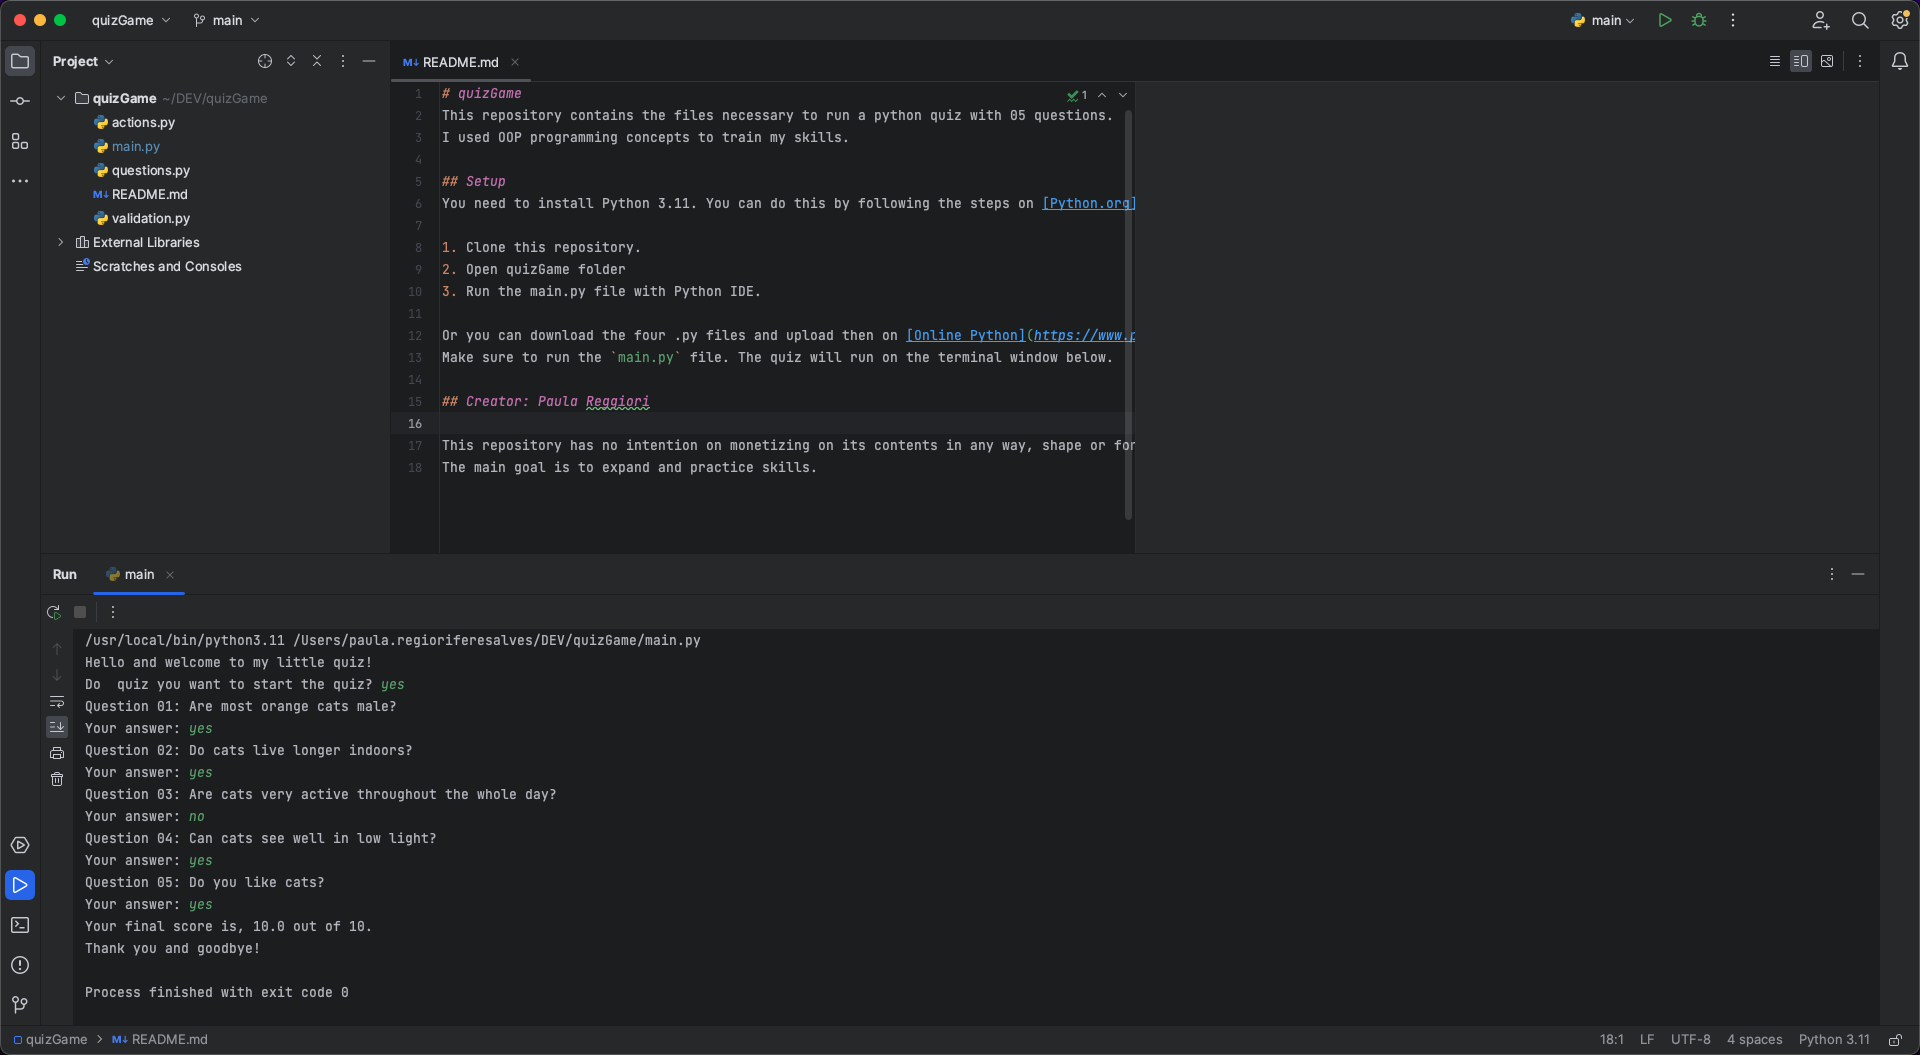 quizGame
main
main
Project
README.md
quizGame ~/DEV/quizGame
actions.py
main.py
questions.py
README.md
validation.py
External Libraries
Scratches and Consoles
1
1 # quizGame
2 This repository contains the files necessary to run a python quiz with 05 questions.
3 I used OOP programming concepts to train my skills.
4
5 ## Setup
6 You need to install Python 3.11. You can do this by following the steps on [Python.org]
7
8 1. Clone this repository.
9 2. Open quizGame folder
10 3. Run the main.py file with Python IDE.
11
12 Or you can download the four .py files and upload then on [Online Python](https://www.p
13 Make sure to run the `main.py` file. The quiz will run on the terminal window below.
14
15 ## Creator: Paula Reggiori
16
17 This repository has no intention on monetizing on its contents in any way, shape or for
18 The main goal is to expand and practice skills.
Run
main
/usr/local/bin/python3.11 /Users/paula.regioriferesalves/DEV/quizGame/main.py
Hello and welcome to my little quiz!
Do  quiz you want to start the quiz? yes
Question 01: Are most orange cats male?
Your answer: yes
Question 02: Do cats live longer indoors?
Your answer: yes
Question 03: Are cats very active throughout the whole day?
Your answer: no
Question 04: Can cats see well in low light?
Your answer: yes
Question 05: Do you like cats?
Your answer: yes
Your final score is, 10.0 out of 10.
Thank you and goodbye!
Process finished with exit code 0
quizGame > M↓ README.md
18:1 LF UTF-8 4 spaces Python 3.11